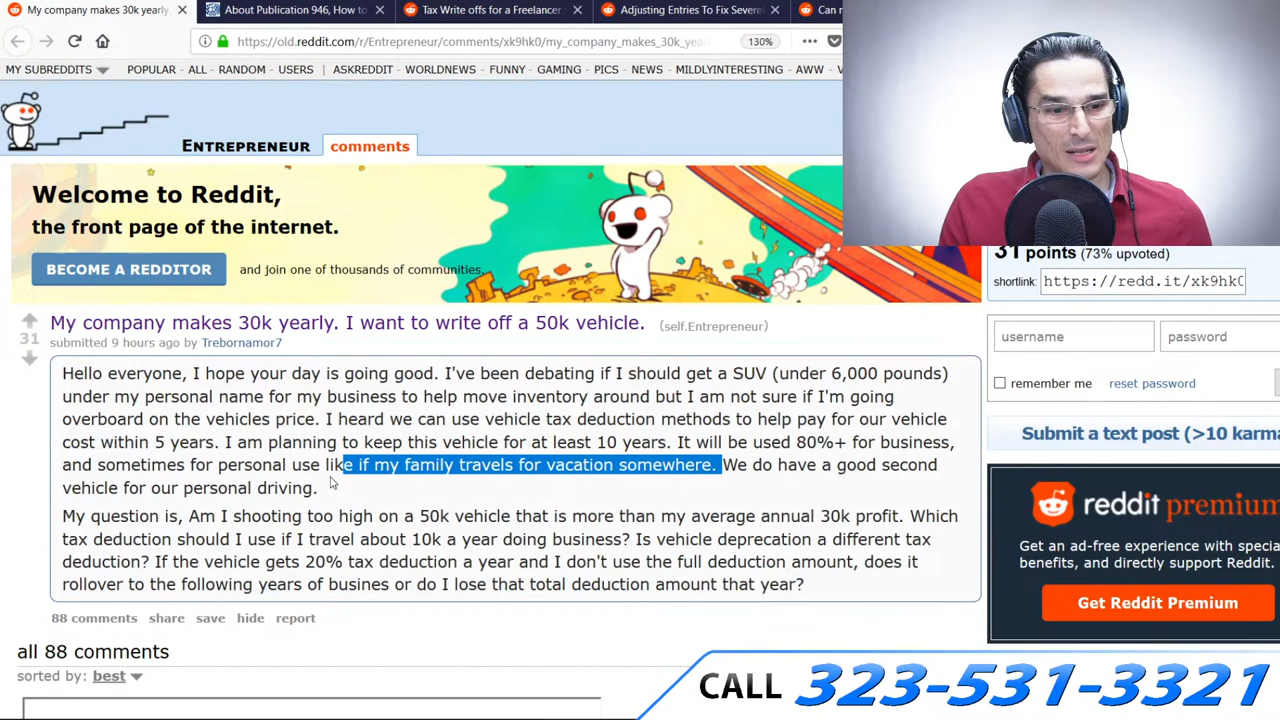 My company makes 30k yearly.
About Publication 946, How to
Tax Write offs for a Freelancer
Adjusting Entries To Fix Severel
Can
https://old.reddit.com/r/Entrepreneur/comments/xk9hk0/my_company_makes_30k_yea
130%
MY SUBREDDITS POPULAR - ALL - RANDOM - USERS | ASKREDDIT - WORLDNEWS - FUNNY - GAMING - PICS - NEWS - MILDLYINTEREST - AWW
ENTREPRENEUR comments
Welcome to Reddit,
the front page of the internet.
BECOME A REDDITOR and join one of thousands of communities.
31 points (73% upvoted)
shortlink: https://redd.it/xk9hk0
My company makes 30k yearly. I want to write off a 50k vehicle. (self.Entrepreneur)
31
submitted 9 hours ago by Trebornamor7
username password
remember me reset password
Hello everyone, I hope your day is going good. I've been debating if I should get a SUV (under 6,000 pounds)
under my personal name for my business to help move inventory around but I am not sure if I'm going
overboard on the vehicles price. I heard we can use vehicle tax deduction methods to help pay for our vehicle
cost within 5 years. I am planning to keep this vehicle for at least 10 years. It will be used 80%+ for business,
and sometimes for personal use like if my family travels for vacation somewhere. We do have a good second
vehicle for our personal driving.
My question is, Am I shooting too high on a 50k vehicle that is more than my average annual 30k profit. Which
tax deduction should I use if I travel about 10k a year doing business? Is vehicle deprecation a different tax
deduction? If the vehicle gets 20% tax deduction a year and I don't use the full deduction amount, does it
rollover to the following years of busines or do I lose that total deduction amount that year?
Submit a text post (>10 karma
reddit premium
Get an ad-free experience with specia
benefits, and directly support Reddit.
Get Reddit Premium
88 comments share save hide report
all 88 comments
sorted by: best
CALL 323-531-3321